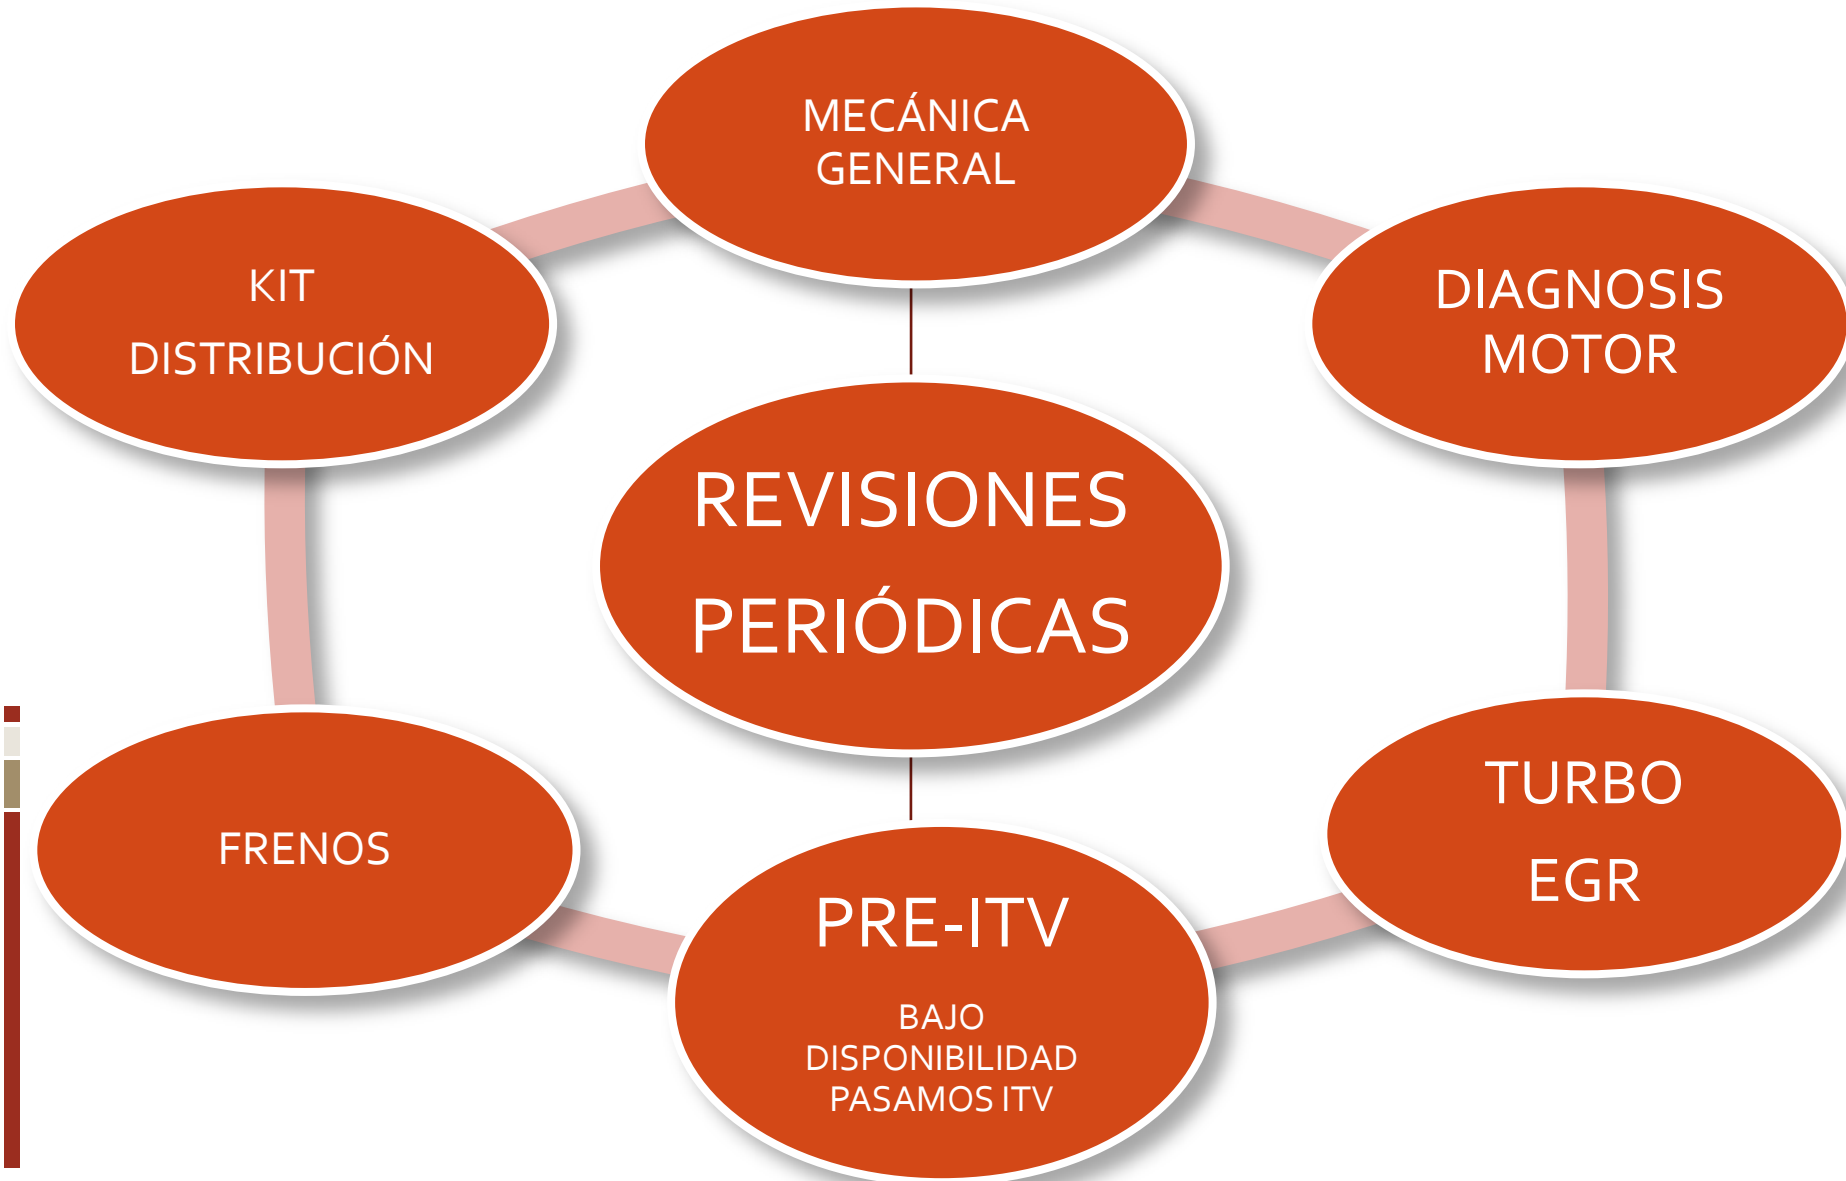 MECÁNICA
GENERAL
KIT
DISTRIBUCIÓN
DIAGNOSIS
MOTOR
REVISIONES
PERIÓDICAS
FRENOS
TURBO
EGR
PRE-ITV
BAJO
DISPONIBILIDAD
PASAMOS ITV